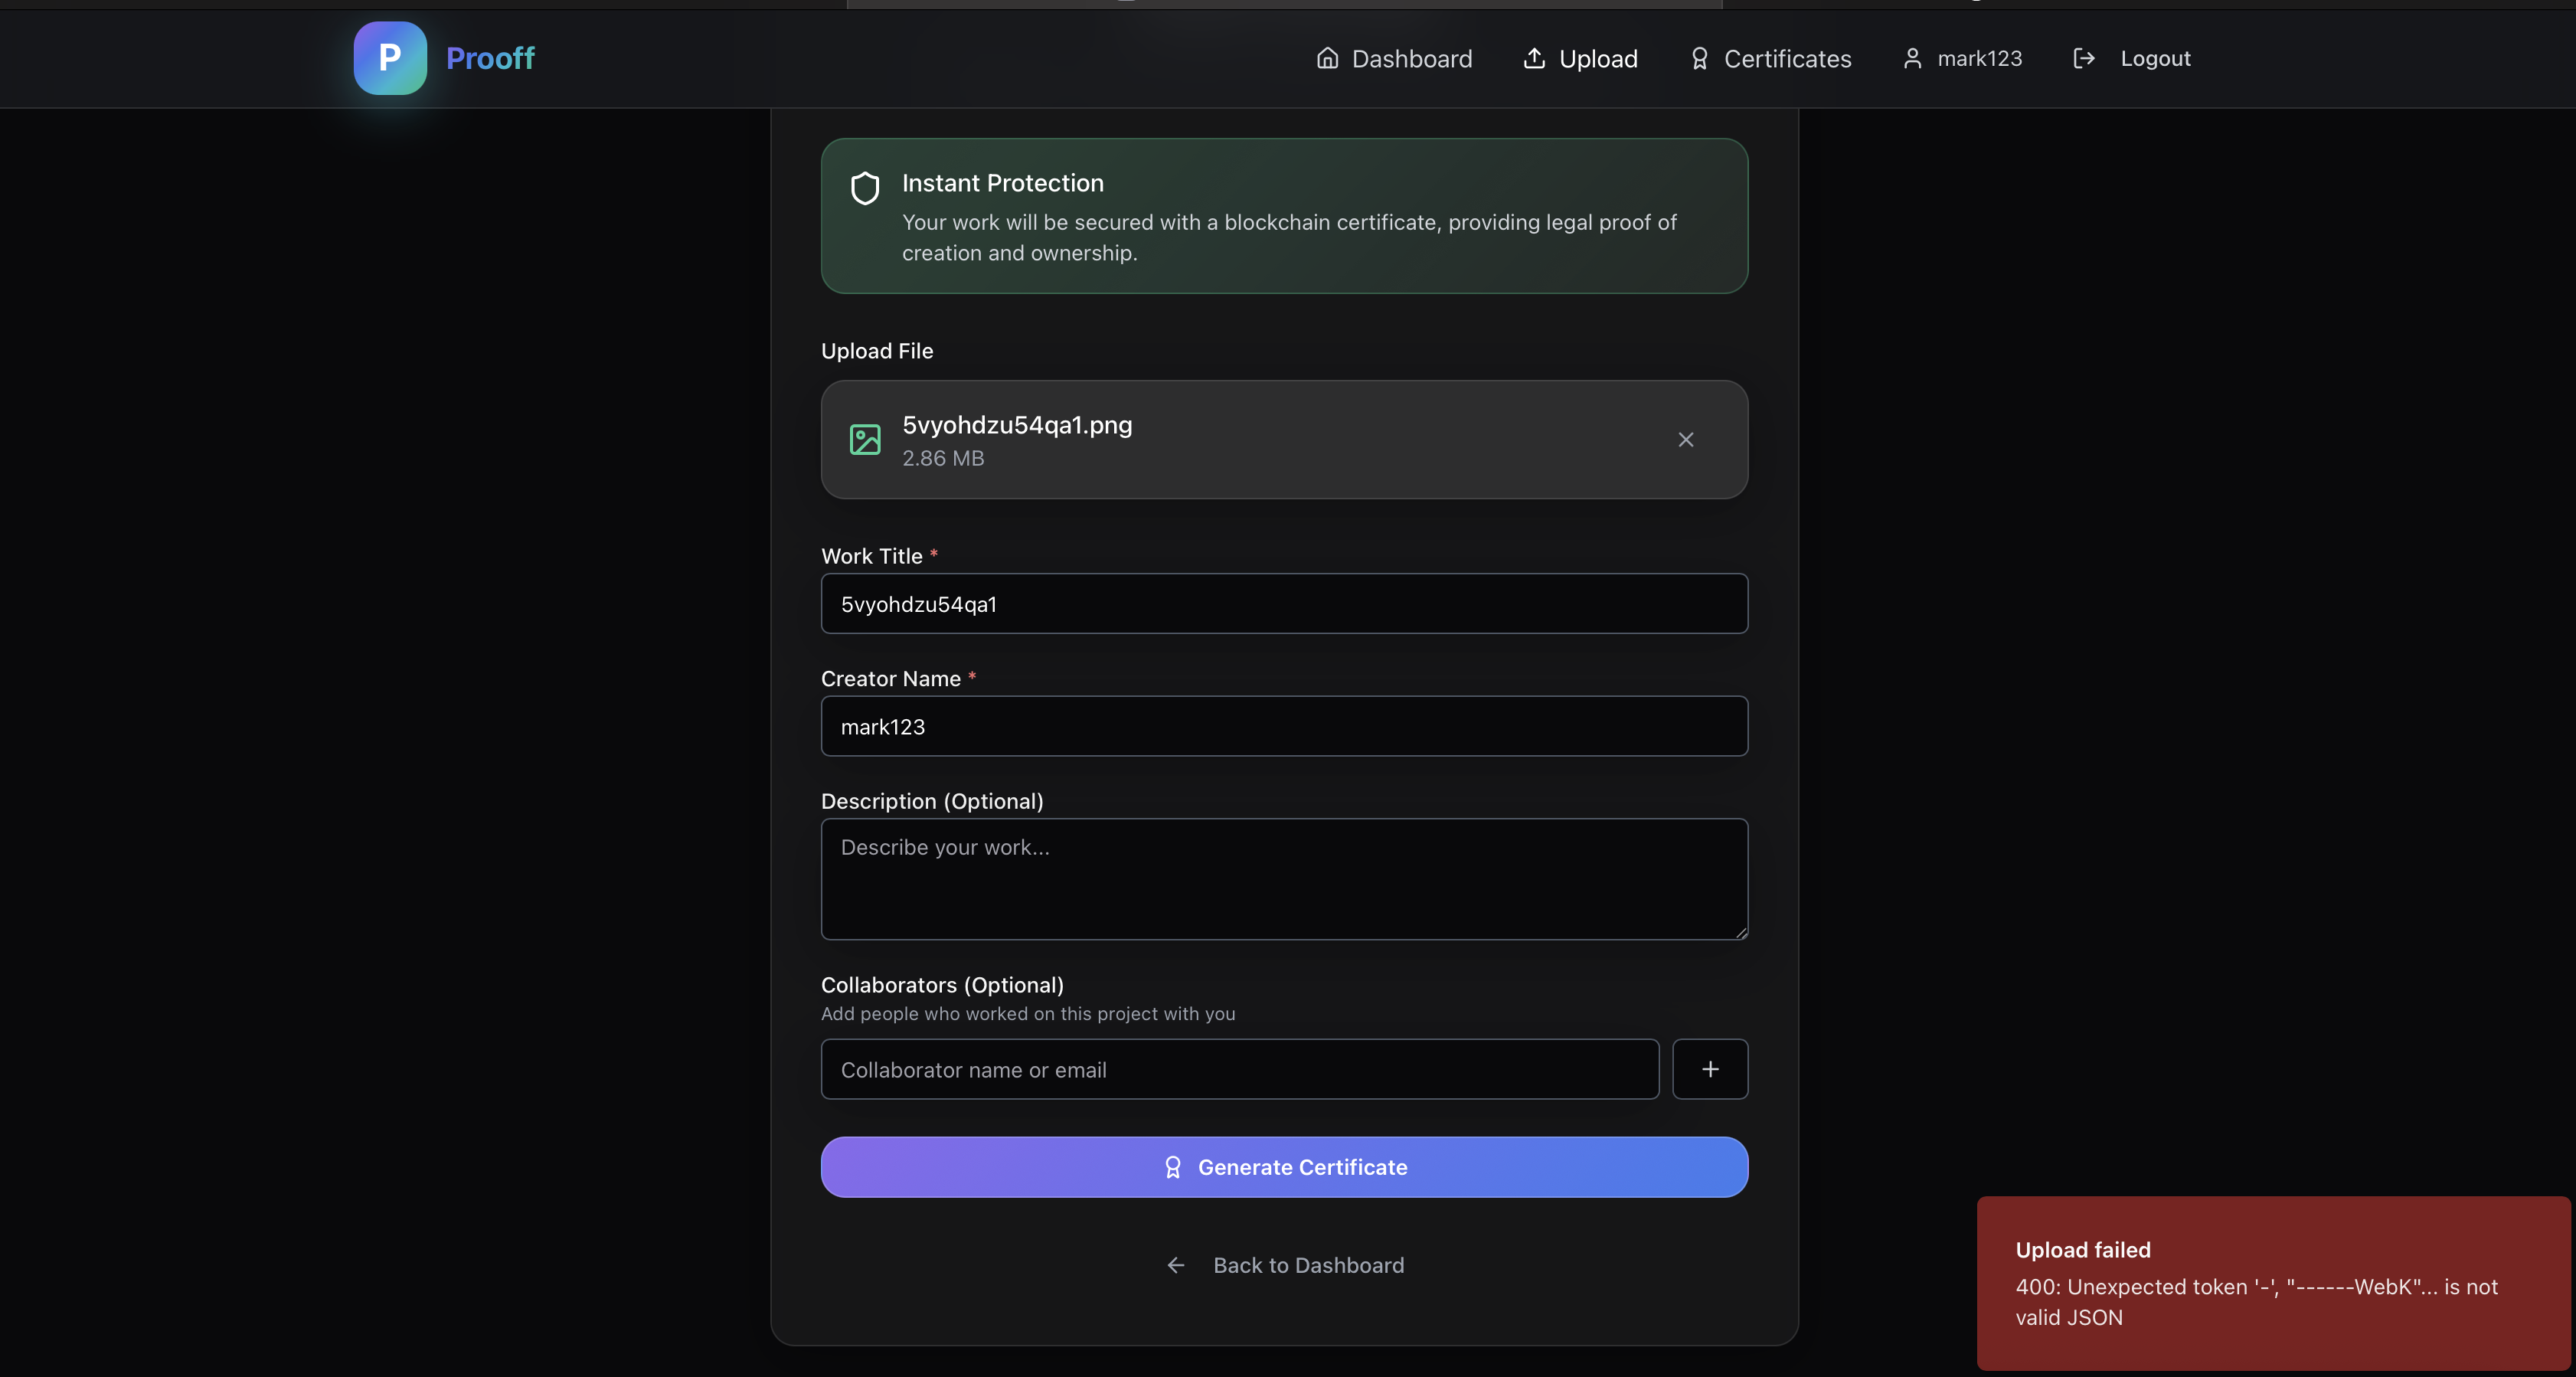 P
Prooff
Dashboard
Upload
Certificates
mark123
Logout
Instant Protection
Your work will be secured with a blockchain certificate, providing legal proof of
creation and ownership.
Upload File
5vyohdzu54qa1.png
2.86 MB
Work Title *
5vyohdzu54qa1
Creator Name *
mark123
Description (Optional)
Describe your work...
Collaborators (Optional)
Add people who worked on this project with you
Collaborator name or email
Generate Certificate
Back to Dashboard
Upload failed
400: Unexpected token '-', "------WebK"... is not
valid JSON